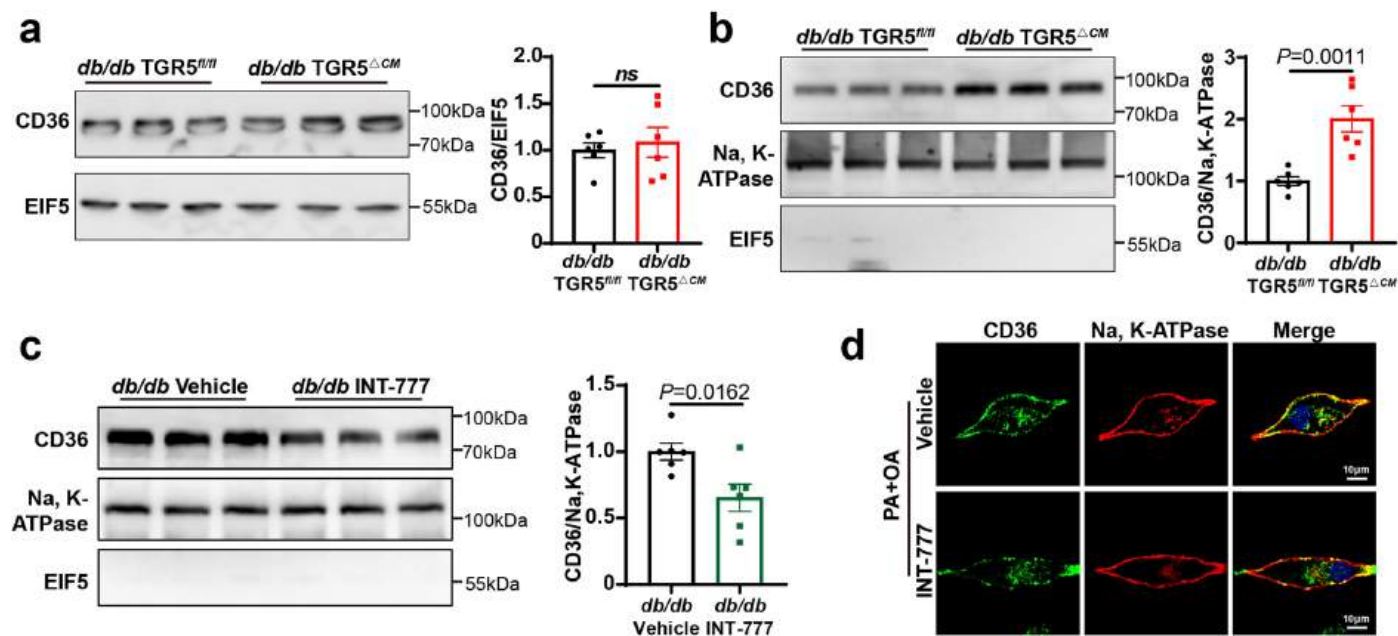 a
db/db TGR5fl/fl db/db TGR5△CM
CD36
100kDa
70kDa
EIF5
55kDa
CD36/EIF5
2.0
1.5
1.0
0.5
0.0
ns
db/db db/db
TGR5fl/fl TGR5△CM
b
db/db TGR5fl/fl db/db TGR5△CM
CD36
100kDa
70kDa
Na, K-
ATPase
100kDa
EIF5
55kDa
CD36/Na,K-ATPase
3
2
1
0
P=0.0011
db/db db/db
TGR5fl/fl TGR5△CM
c
db/db Vehicle db/db INT-777
CD36
100kDa
70kDa
Na, K-
ATPase
100kDa
EIF5
55kDa
CD36/Na,K-ATPase
1.5
1.0
0.5
0.0
P=0.0162
db/db db/db
Vehicle INT-777
d
CD36 Na, K-ATPase Merge
PA+OA
Vehicle
10μm
INT-777
10μm